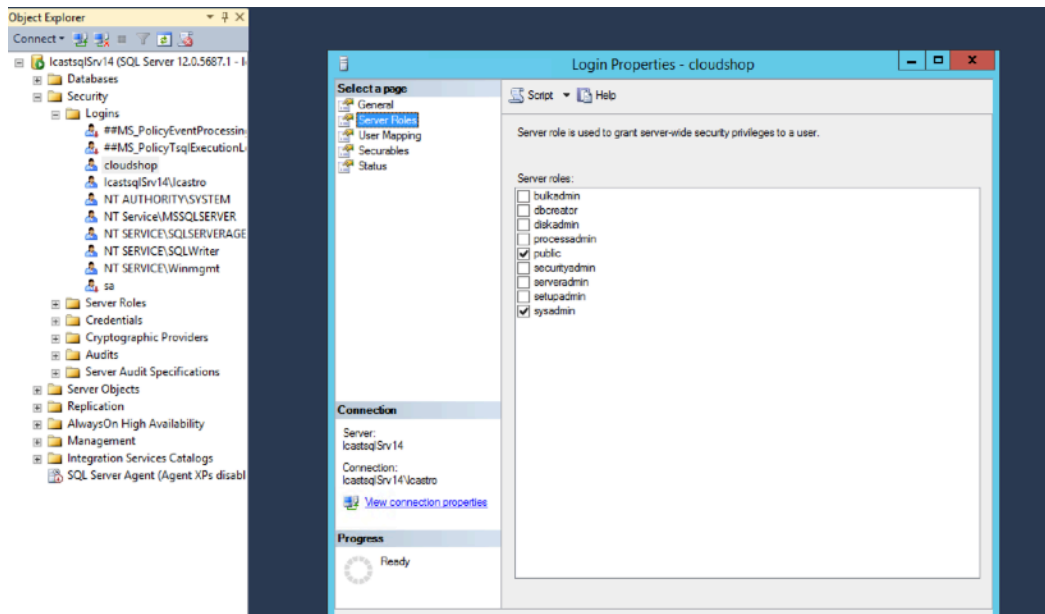 Object Explorer
Connect
lcastsqlSrv14 (SQL Server 12.0.5687.1 - l
Databases
Security
Logins
##MS_PolicyEventProcessin
##MS_PolicyTsqlExecutionL
cloudshop
lcastsqlSrv14\lcastro
NT AUTHORITY\SYSTEM
NT Service\MSSQLSERVER
NT SERVICE\SQLSERVERAGE
NT SERVICE\SQLWriter
NT SERVICE\Winmgmt
sa
Server Roles
Credentials
Cryptographic Providers
Audits
Server Audit Specifications
Server Objects
Replication
AlwaysOn High Availability
Management
Integration Services Catalogs
SQL Server Agent (Agent XPs disabl
Login Properties - cloudshop
Select a page
General
Server Roles
User Mapping
Securables
Status
Connection
Server:
lcastsqlSrv14
Connection:
lcastsqlSrv14\lcastro
View connection properties
Progress
Ready
Script Help
Server role is used to grant server-wide security privileges to a user.
Server roles:
bulkadmin
dbcreator
diskadmin
processadmin
public
securityadmin
serveradmin
setupadmin
sysadmin